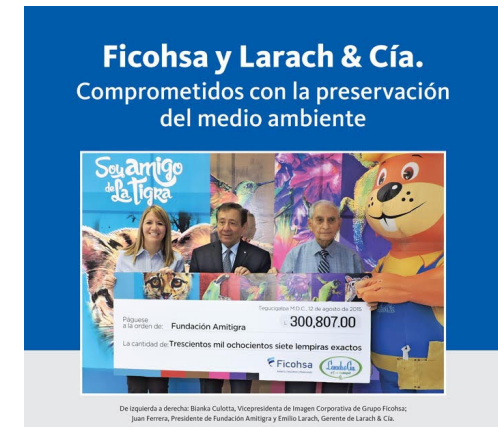 Ficohsa y Larach & Cía.
Comprometidos con la preservación
del medio ambiente
Soy amigo
de La Tigra
Tegucigalpa M.D.C., 12 de agosto de 2016
Páguese
a la orden de: Fundación Amitigra
300,807.00
La cantidad de: Trescientos mil ochocientos siete lempiras exactos
Ficohsa
Larach & Cía
De izquierda a derecha: Bianka Culotta, Vicepresidenta de Imagen Corporativa de Grupo Ficohsa;
Juan Ferrera, Presidente de Fundación Amitigra y Emilio Larach, Gerente de Larach & Cía.